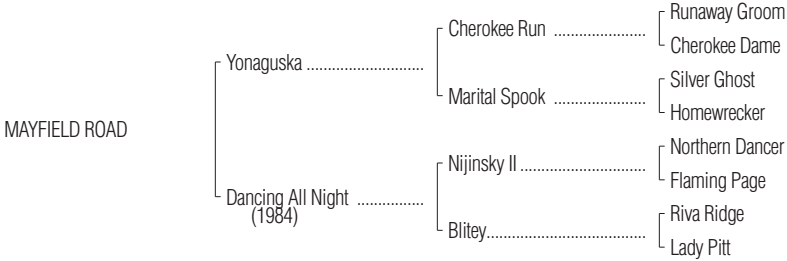 Runaway Groom
Cherokee Run ......................
Cherokee Dame
Yonaguska ............................
Silver Ghost
Marital Spook ......................
Homewrecker
MAYFIELD ROAD
Northern Dancer
Nijinsky II ..............................
Flaming Page
Dancing All Night ................
(1984)
Riva Ridge
Blitey......................................
Lady Pitt